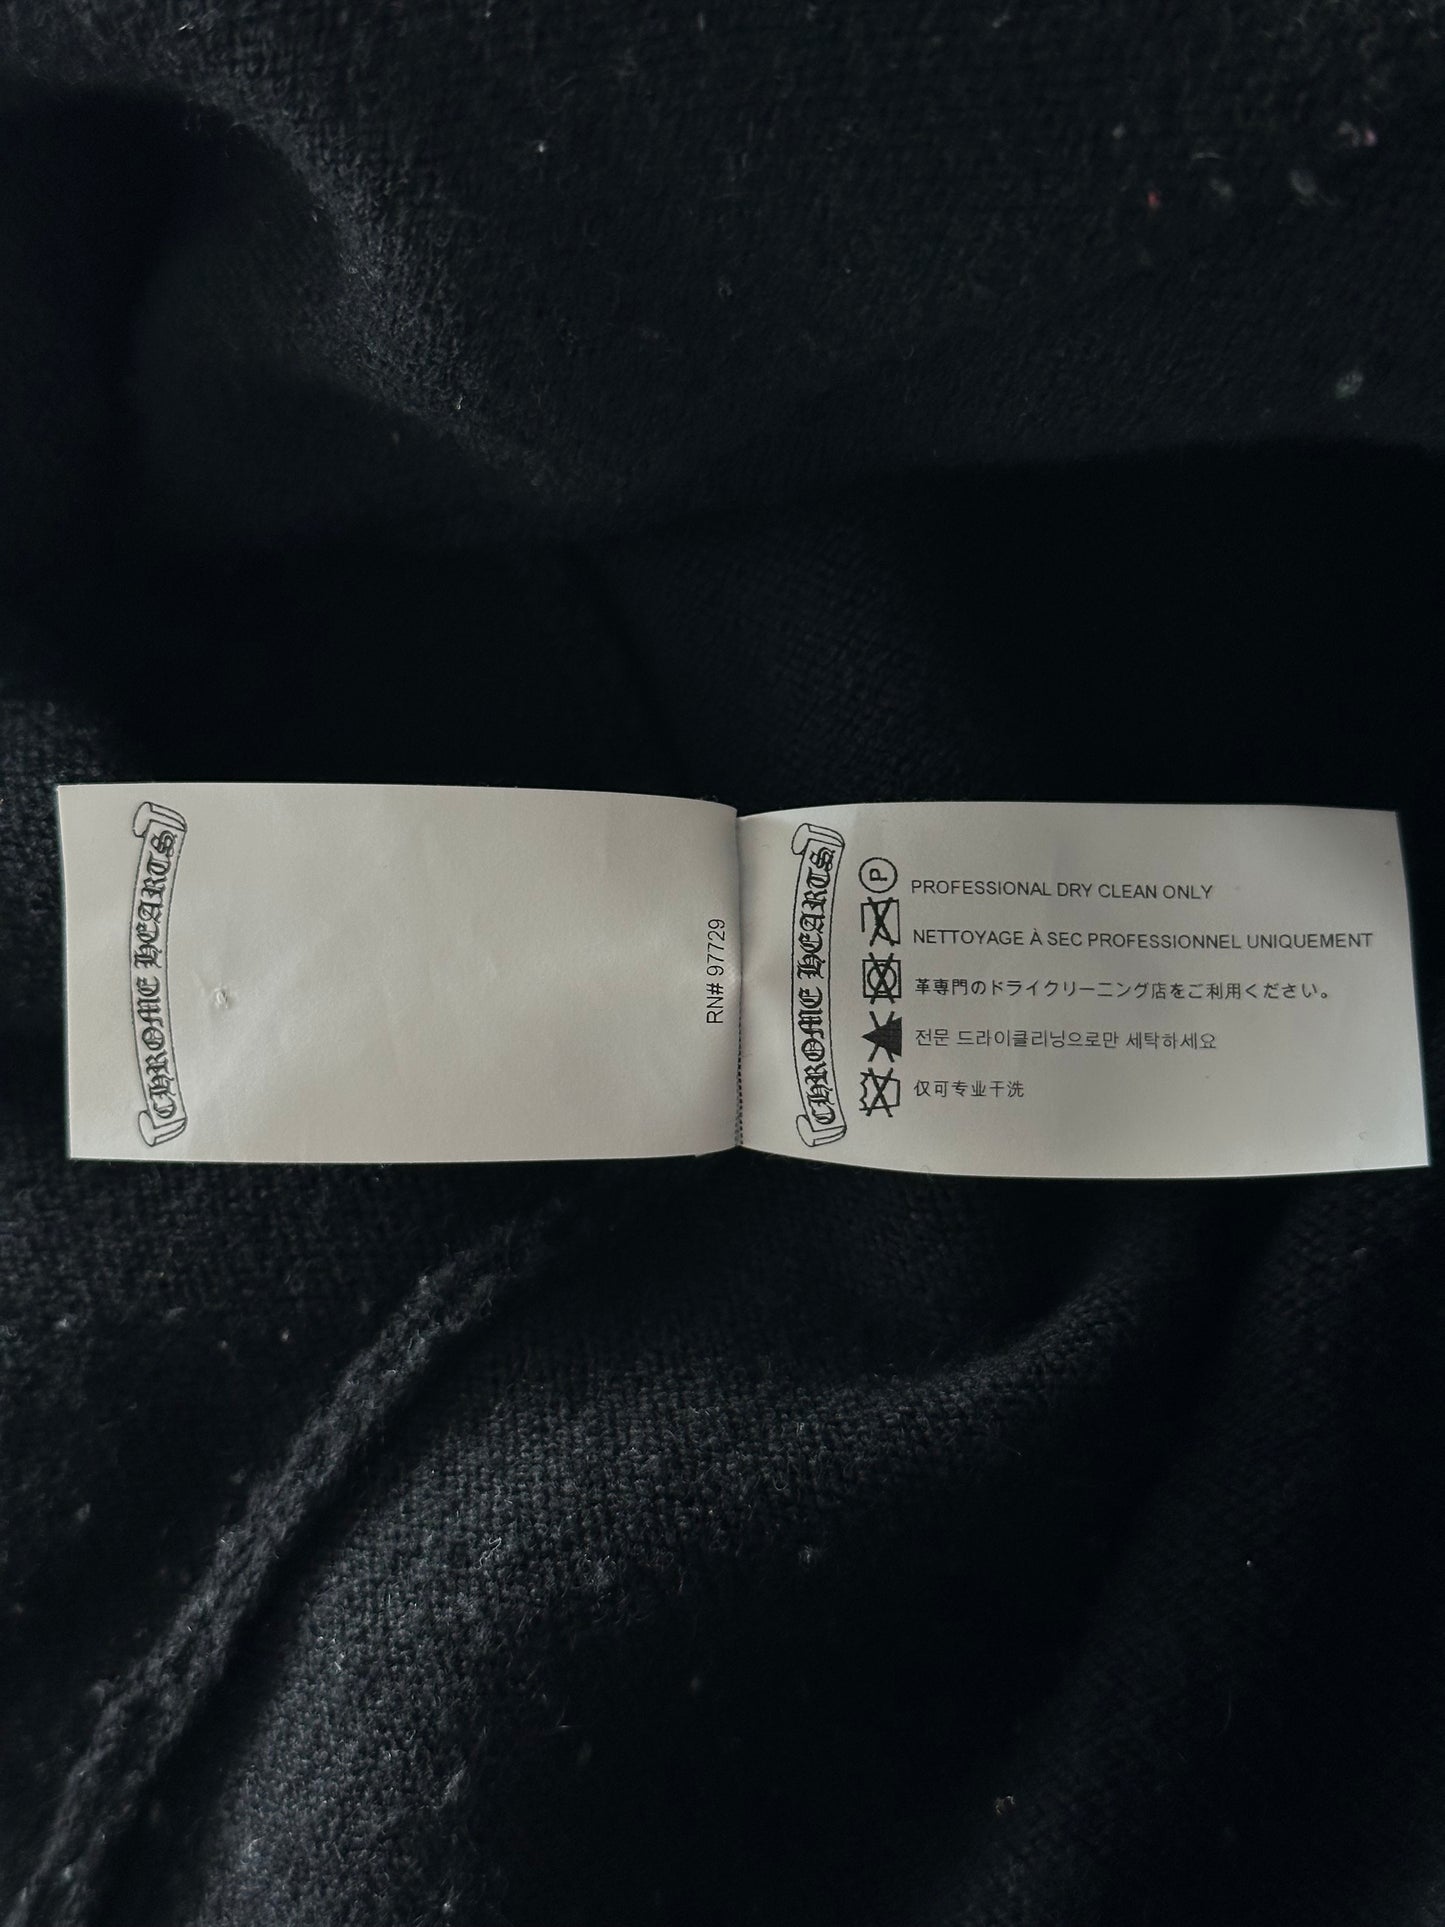 CHROME HEARTS
RN# 97729
CHROME HEARTS
P
PROFESSIONAL DRY CLEAN ONLY
NETTOYAGE À SEC PROFESSIONNEL UNIQUEMENT
革専門のドライクリーニング店をご利用ください。
전문 드라이클리닝으로만 세탁하세요
仅可专业干洗